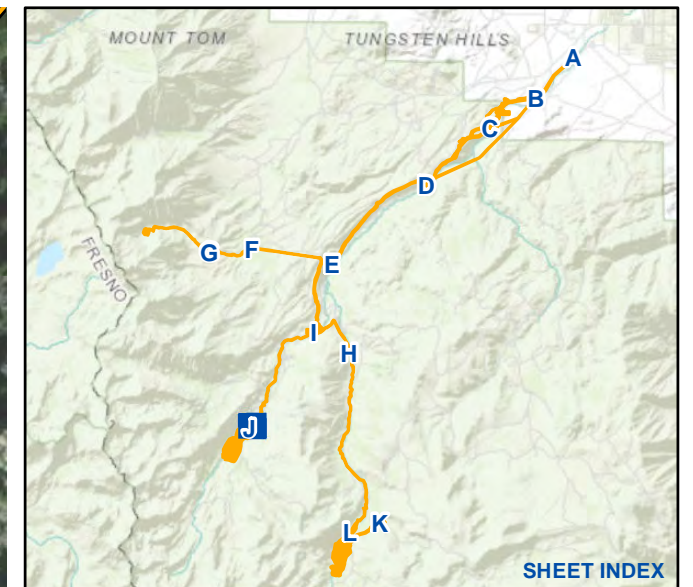 MOUNT TOM
TUNGSTEN HILLS
A
B
C
D
G
F
E
FRESNO
I
H
J
K
L
SHEET INDEX